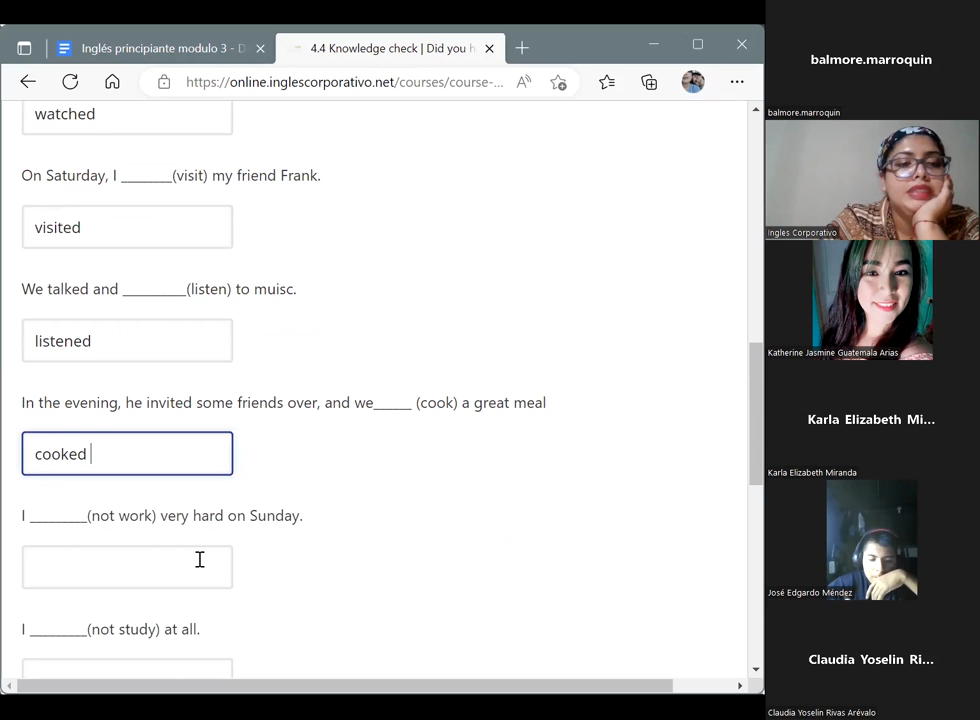 Inglés principiante modulo 3 - D
4.4 Knowledge check | Did you h
https://online.inglescorporativo.net/courses/course-...
watched
On Saturday, I _______(visit) my friend Frank.
visited
We talked and _________(listen) to muisc.
listened
In the evening, he invited some friends over, and we______ (cook) a great meal
cooked
I ________(not work) very hard on Sunday.
I ________(not study) at all.
balmore.marroquin
balmore.marroquin
Ingles Corporativo
Katherine Jasmine Guatemala Arias
Karla Elizabeth Mi...
Karla Elizabeth Miranda
José Edgardo Méndez
Claudia Yoselin Ri...
Claudia Yoselin Rivas Arévalo